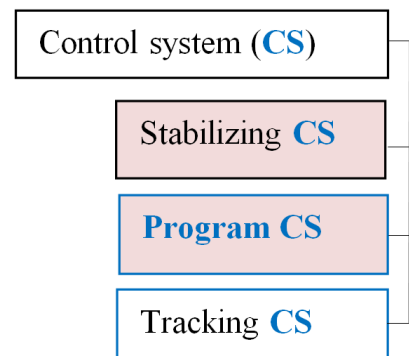 Control system (CS)
Stabilizing CS
Program CS
Tracking CS